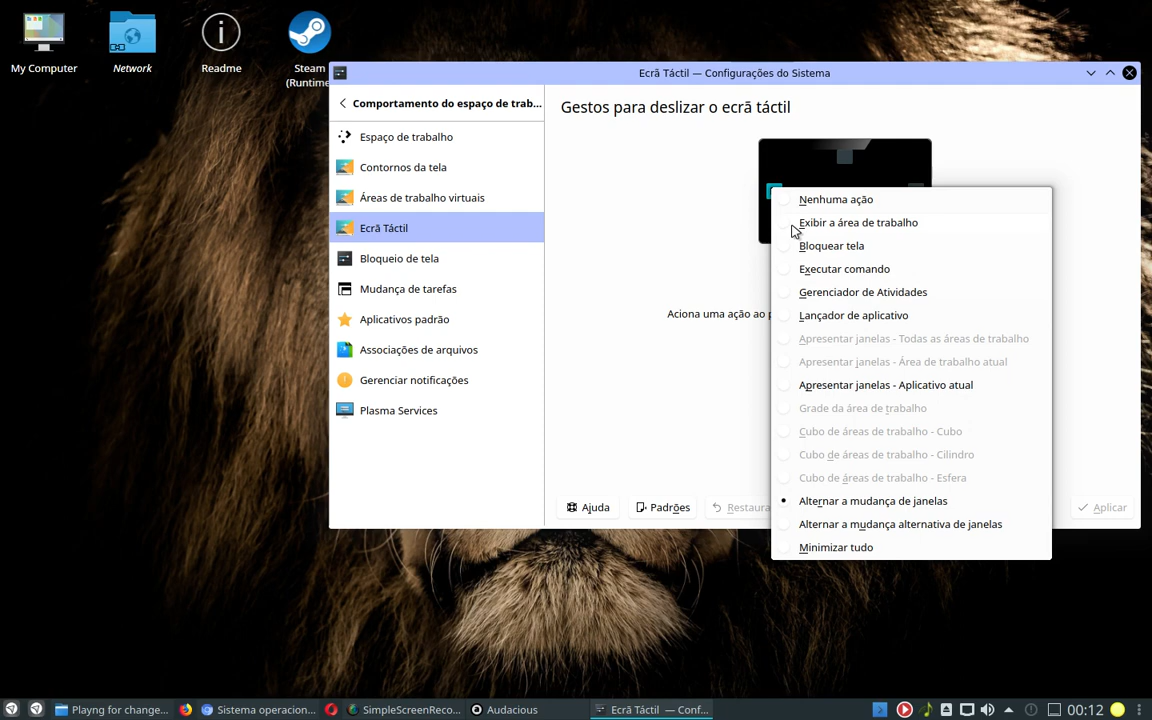 My Computer
Network
Readme
Steam
(Runtime
Ecrã Táctil — Configurações do Sistema
Comportamento do espaço de trab...
Espaço de trabalho
Contornos da tela
Áreas de trabalho virtuais
Ecrã Táctil
Bloqueio de tela
Mudança de tarefas
Aplicativos padrão
Associações de arquivos
Gerenciar notificações
Plasma Services
Gestos para deslizar o ecrã táctil
Aciona uma ação ao
Nenhuma ação
Exibir a área de trabalho
Bloquear tela
Executar comando
Gerenciador de Atividades
Lançador de aplicativo
Apresentar janelas - Todas as áreas de trabalho
Apresentar janelas - Área de trabalho atual
Apresentar janelas - Aplicativo atual
Grade da área de trabalho
Cubo de áreas de trabalho - Cubo
Cubo de áreas de trabalho - Cilindro
Cubo de áreas de trabalho - Esfera
Alternar a mudança de janelas
Alternar a mudança alternativa de janelas
Minimizar tudo
Ajuda
Padrões
Restaura
Aplicar
Playng for change...
Sistema operacion...
SimpleScreenReco...
Audacious
Ecrã Táctil — Conf...
00:12